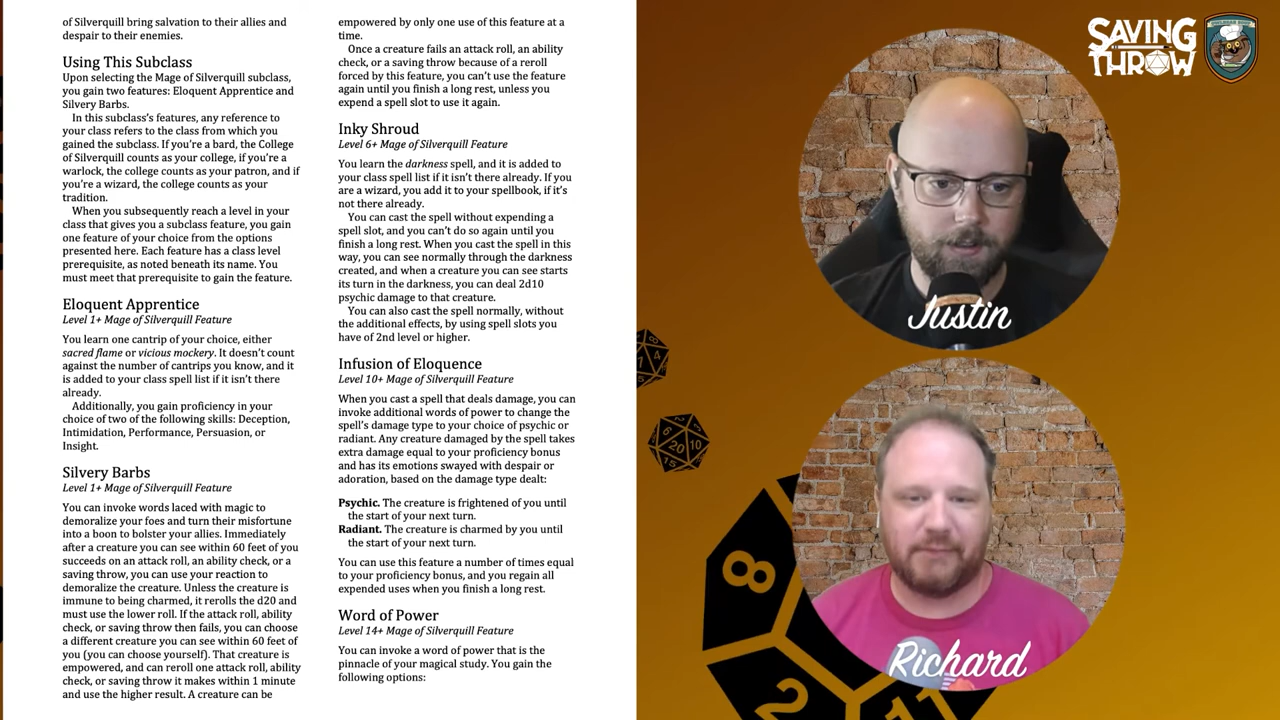 of Silverquill bring salvation to their allies and
despair to their enemies.
Using This Subclass
Upon selecting the Mage of Silverquill subclass,
you gain two features: Eloquent Apprentice and
Silvery Barbs.
In this subclass's features, any reference to
your class refers to the class from which you
gained the subclass. If you're a bard, the College
of Silverquill counts as your college, if you're a
warlock, the college counts as your patron, and if
you're a wizard, the college counts as your
tradition.
When you subsequently reach a level in your
class that gives you a subclass feature, you gain
one feature of your choice from the options
presented here. Each feature has a class level
prerequisite, as noted beneath its name. You
must meet that prerequisite to gain the feature.
Eloquent Apprentice
Level 1+ Mage of Silverquill Feature
You learn one cantrip of your choice, either
sacred flame or vicious mockery. It doesn't count
against the number of cantrips you know, and it
is added to your class spell list if it isn't there
already.
Additionally, you gain proficiency in your
choice of two of the following skills: Deception,
Intimidation, Performance, Persuasion, or
Insight.
Silvery Barbs
Level 1+ Mage of Silverquill Feature
You can invoke words laced with magic to
demoralize your foes and turn their misfortune
into a boon to bolster your allies. Immediately
after a creature you can see within 60 feet of you
succeeds on an attack roll, an ability check, or a
saving throw, you can use your reaction to
demoralize the creature. Unless the creature is
immune to being charmed, it rerolls the d20 and
must use the lower roll. If the attack roll, ability
check, or saving throw then fails, you can choose
a different creature you can see within 60 feet of
you (you can choose yourself). That creature is
empowered, and can reroll one attack roll, ability
check, or saving throw it makes within 1 minute
and use the higher result. A creature can be
empowered by only one use of this feature at a
time.
Once a creature fails an attack roll, an ability
check, or a saving throw because of a reroll
forced by this feature, you can't use the feature
again until you finish a long rest, unless you
expend a spell slot to use it again.
Inky Shroud
Level 6+ Mage of Silverquill Feature
You learn the darkness spell, and it is added to
your class spell list if it isn't there already. If you
are a wizard, you add it to your spellbook, if it's
not there already.
You can cast the spell without expending a
spell slot, and you can't do so again until you
finish a long rest. When you cast the spell in this
way, you can see normally through the darkness
created, and when a creature you can see starts
its turn in the darkness, you can deal 2d10
psychic damage to that creature.
You can also cast the spell normally, without
the additional effects, by using spell slots you
have of 2nd level or higher.
Infusion of Eloquence
Level 10+ Mage of Silverquill Feature
When you cast a spell that deals damage, you can
invoke additional words of power to change the
spell's damage type to your choice of psychic or
radiant. Any creature damaged by the spell takes
extra damage equal to your proficiency bonus
and has its emotions swayed with despair or
adoration, based on the damage type dealt:
Psychic. The creature is frightened of you until
the start of your next turn.
Radiant. The creature is charmed by you until
the start of your next turn.
You can use this feature a number of times equal
to your proficiency bonus, and you regain all
expended uses when you finish a long rest.
Word of Power
Level 14+ Mage of Silverquill Feature
You can invoke a word of power that is the
pinnacle of your magical study. You gain the
following options:
SAVING
THROW
Justin
Richard
8
2
11
20